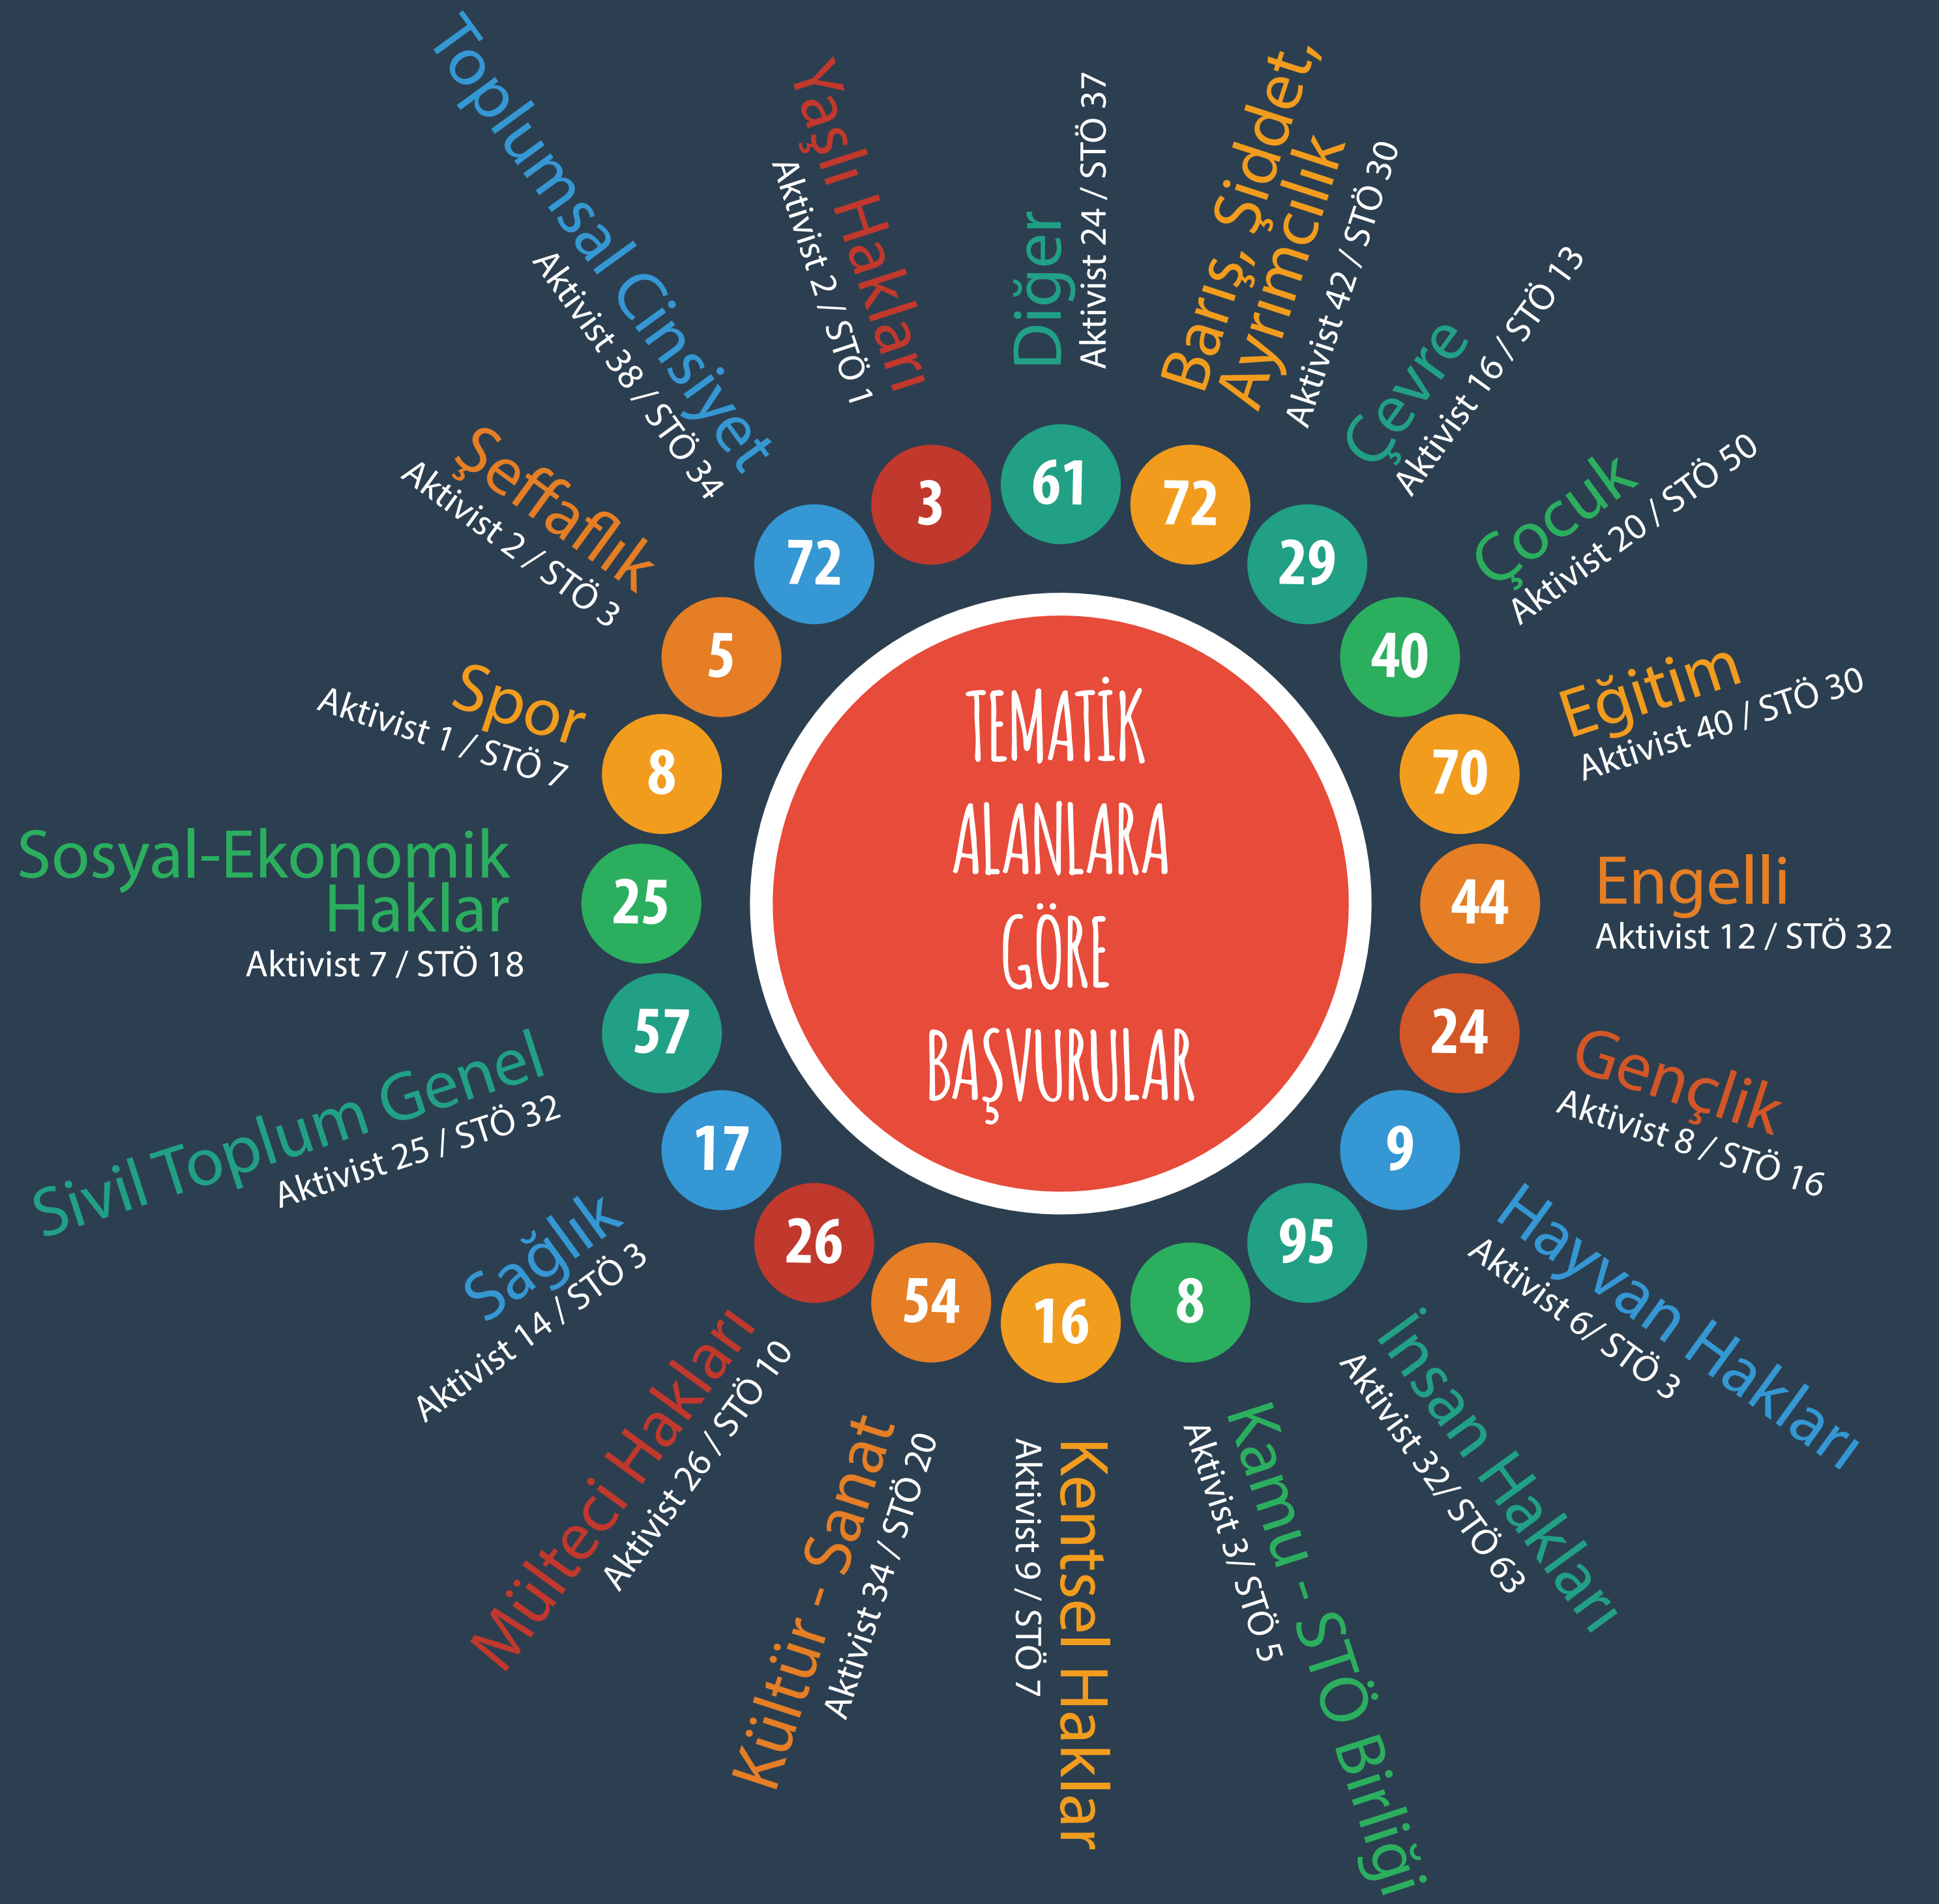 TEMATİK
ALANLARA
GÖRE
BAŞVURULAR
Diğer
Aktivist 24 / STÖ 37
61
Barış, Şiddet,
Ayrımcılık
Aktivist 42 / STÖ 30
72
Çevre
Aktivist 16 / STÖ 13
29
Çocuk
Aktivist 20 / STÖ 50
40
Eğitim
Aktivist 40 / STÖ 30
70
Engelli
Aktivist 12 / STÖ 32
44
Gençlik
Aktivist 8 / STÖ 16
24
Hayvan Hakları
Aktivist 6/ STÖ 3
9
İnsan Hakları
Aktivist 32/ STÖ 63
95
Kamu - STÖ Birliği
Aktivist 3/ STÖ 5
8
Kentsel Haklar
Aktivist 9 / STÖ 7
16
Kültür - Sanat
Aktivist 34 / STÖ 20
54
Mülteci Hakları
Aktivist 26 / STÖ 10
26
Sağlık
Aktivist 14 / STÖ 3
17
Sivil Toplum Genel
Aktivist 25 / STÖ 32
57
Sosyal-Ekonomik
Haklar
Aktivist 7 / STÖ 18
25
Spor
Aktivist 1 / STÖ 7
8
Şeffaflık
Aktivist 2 / STÖ 3
5
Toplumsal Cinsiyet
Aktivist 38 / STÖ 34
72
Yaşlı Hakları
Aktivist 2 / STÖ 1
3